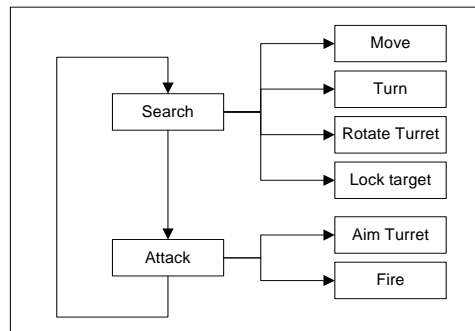 Move
Turn
Search
Rotate Turret
Lock target
Aim Turret
Attack
Fire